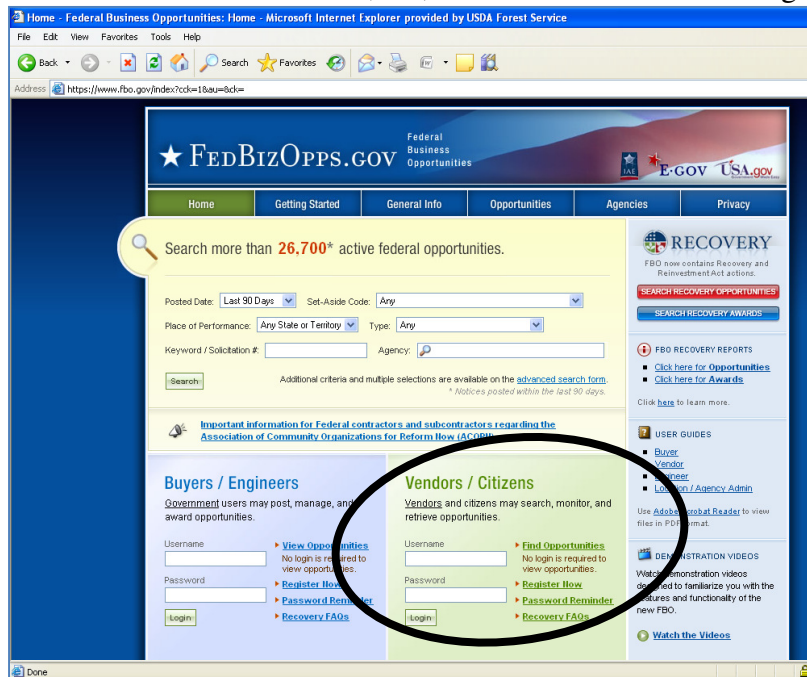 Home - Federal Business Opportunities: Home - Microsoft Internet Explorer provided by USDA Forest Service
File Edit View Favorites Tools Help
Back Search Favorites
Address https://www.fbo.gov/index?cck=1&au=&ck=
FEDBIZOPPS.GOV
Federal
Business
Opportunities
IAE E-GOV USA.gov
Home Getting Started General Info Opportunities Agencies Privacy
Search more than 26,700* active federal opportunities.
Posted Date: Last 90 Days Set-Aside Code: Any
Place of Performance: Any State or Territory Type: Any
Keyword / Solicitation #: Agency:
Search Additional criteria and multiple selections are available on the advanced search form.
* Notices posted within the last 90 days.
Important information for Federal contractors and subcontractors regarding the
Association of Community Organizations for Reform Now (ACORN)
Buyers / Engineers
Government users may post, manage, and
award opportunities.
Username
Password
Login
View Opportunities
No login is required to
view opportunities.
Register Now
Password Reminder
Recovery FAQs
Vendors / Citizens
Vendors and citizens may search, monitor, and
retrieve opportunities.
Username
Password
Login
Find Opportunities
No login is required to
view opportunities.
Register Now
Password Reminder
Recovery FAQs
RECOVERY
FBO now contains Recovery and
Reinvestment Act actions.
SEARCH RECOVERY OPPORTUNITIES
SEARCH RECOVERY AWARDS
FBO RECOVERY REPORTS
Click here for Opportunities
Click here for Awards
Click here to learn more.
USER GUIDES
Buyer
Vendor
Engineer
Location / Agency Admin
Use Adobe Acrobat Reader to view
files in PDF format.
DEMONSTRATION VIDEOS
Watch demonstration videos
designed to familiarize you with the
features and functionality of the
new FBO.
Watch the Videos
Done